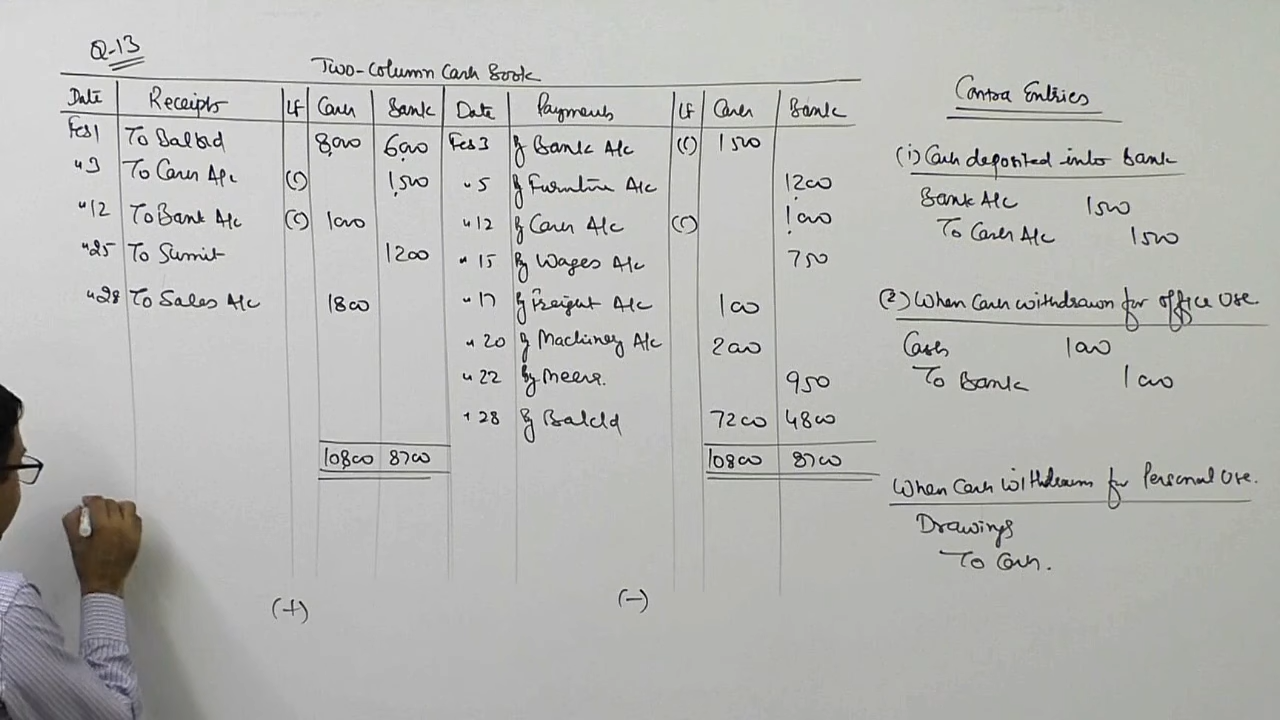 Q-13
Two-Column Cash Book
Date Receipts LF Cash Bank Date Payments LF Cash Bank
Feb 1 To Bal b/d 8,000 6,000 Feb 3 By Bank A/c (C) 1500
" 3 To Cash A/c (C) 1,500 " 5 By Furniture A/c 1200
" 12 To Bank A/c (C) 1000 " 12 By Cash A/c (C) 1,000
" 25 To Sumit 1200 " 15 By Wages A/c 750
" 28 To Sales A/c 1800 " 17 By Freight A/c 100
" 20 By Machinery A/c 2000
" 22 By Meera. 950
" 28 By Bal c/d 7200 4800
10800 8700 10800 8700
(+) (-)
Contra Entries
(i) Cash deposited into Bank
Bank A/c 1500
To Cash A/c 1500
(2) When Cash withdrawn for office use.
Cash 1000
To Bank 1000
When Cash Withdrawn for Personal Use.
Drawings
To Cash.